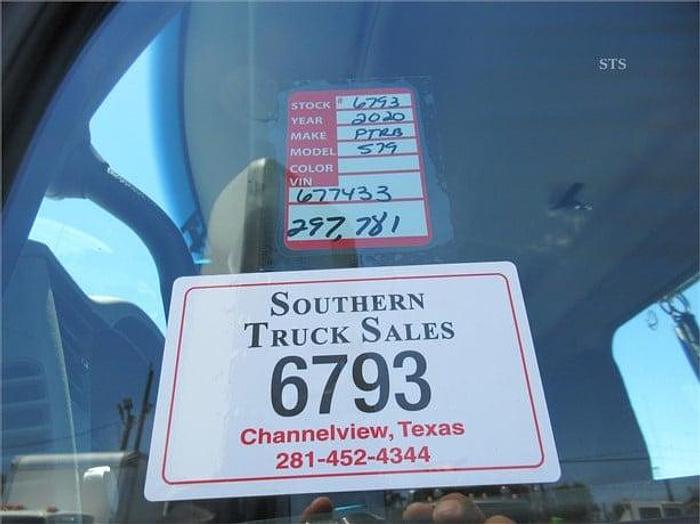 STS
STOCK # 6793
YEAR 2020
MAKE PTRB
MODEL 579
COLOR
VIN
677433
297,781
SOUTHERN
TRUCK SALES
6793
Channelview, Texas
281-452-4344